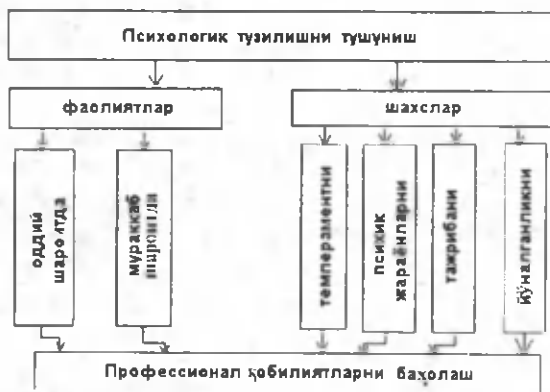 Психологик тузилишни тушуниш
фаолиятлар
шахслар
оддий
шароитда
мураккаб
шароитда
темпераментни
психик
жараёнларни
тажрибани
йўналганликни
Профессионал қобилиятларни баҳолаш